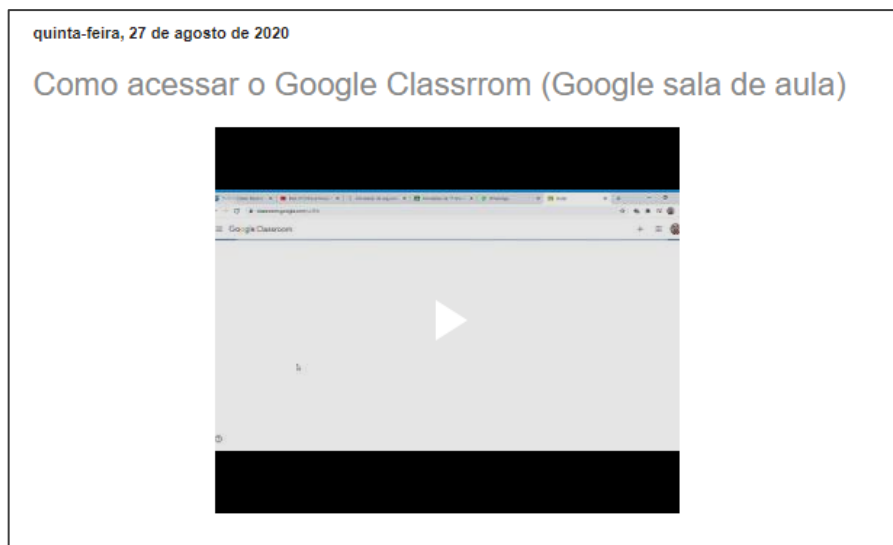 quinta-feira, 27 de agosto de 2020
Como acessar o Google Classrrom (Google sala de aula)
Google Classroom